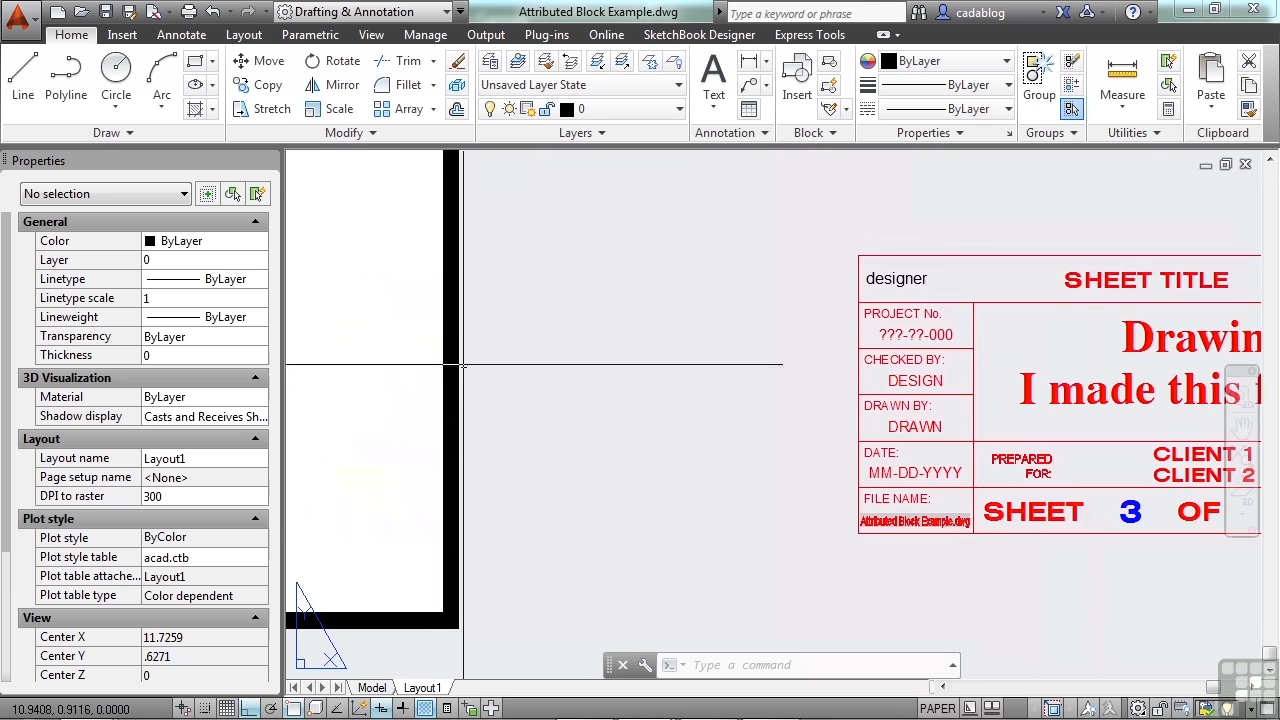 Drafting & Annotation
Attributed Block Example.dwg
Type a keyword or phrase
cadablog
Home Insert Annotate Layout Parametric View Manage Output Plug-ins Online SketchBook Designer Express Tools
Line
Polyline
Circle
Arc
Move
Rotate
Trim
Copy
Mirror
Fillet
Stretch
Scale
Array
Unsaved Layer State
0
Text
Insert
ByLayer
ByLayer
ByLayer
Group
Measure
Paste
Draw
Modify
Layers
Annotation
Block
Properties
Groups
Utilities
Clipboard
Properties
No selection
General
Color ByLayer
Layer 0
Linetype ByLayer
Linetype scale 1
Lineweight ByLayer
Transparency ByLayer
Thickness 0
3D Visualization
Material ByLayer
Shadow display Casts and Receives Sh...
Layout
Layout name Layout1
Page setup name <None>
DPI to raster 300
Plot style
Plot style ByColor
Plot style table acad.ctb
Plot table attache... Layout1
Plot table type Color dependent
View
Center X 11.7259
Center Y .6271
Center Z 0
designer
SHEET TITLE
PROJECT No.
???-??-000
CHECKED BY:
DESIGN
DRAWN BY:
DRAWN
DATE:
MM-DD-YYYY
FILE NAME:
Attributed Block Example.dwg
Drawin
I made this f
PREPARED
FOR:
CLIENT 1
CLIENT 2
SHEET 3 OF
X
Type a command
Model Layout1
10.9408, 0.9116, 0.0000
PAPER